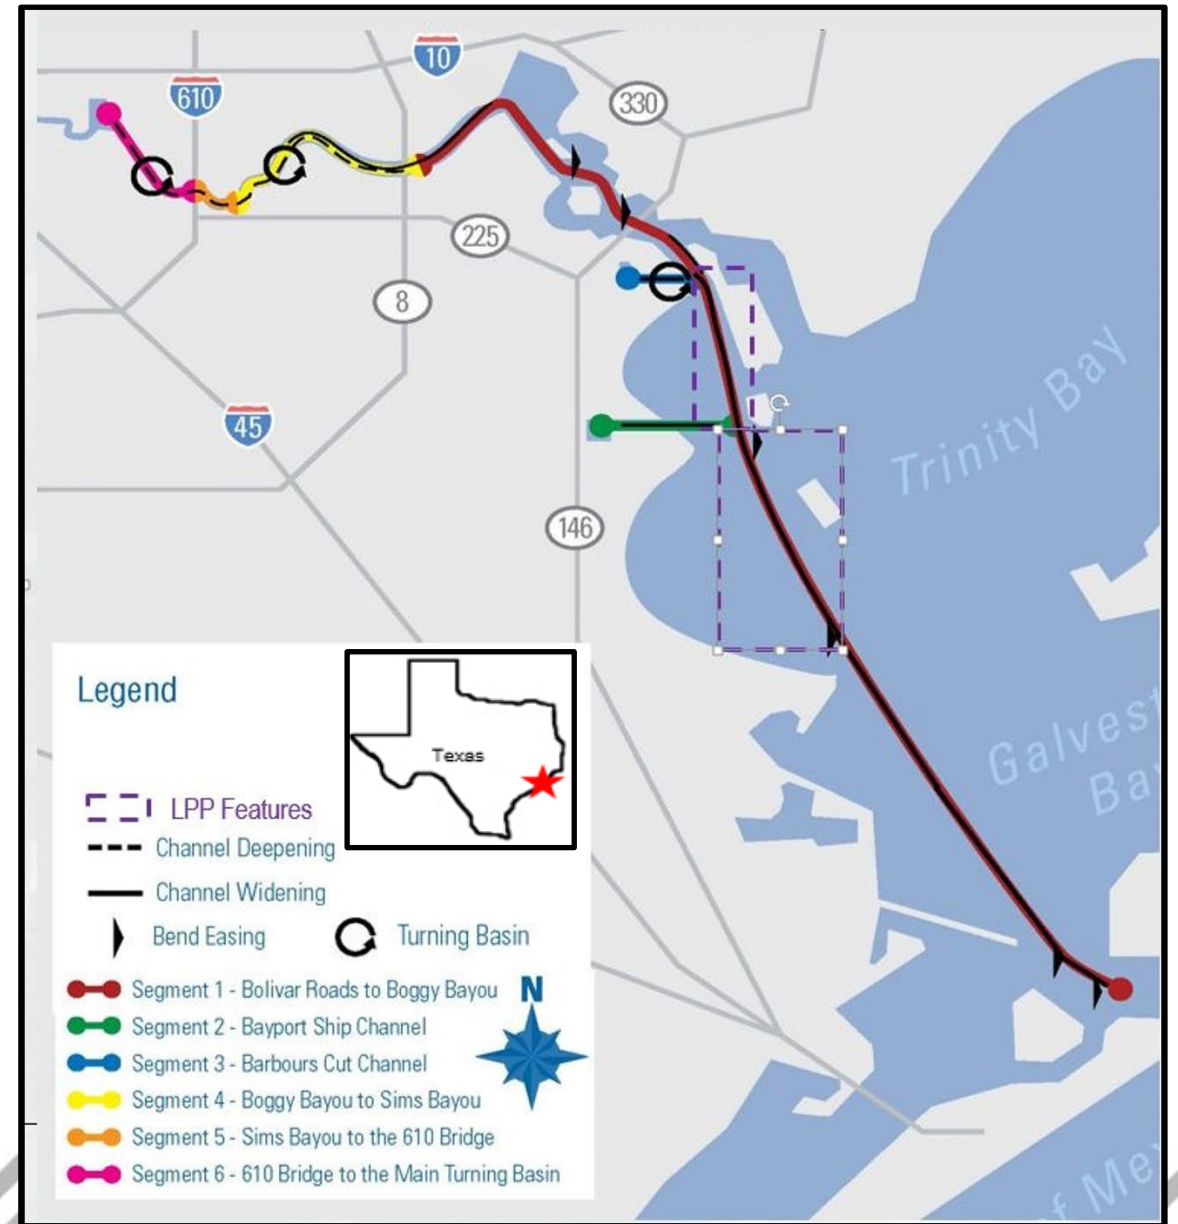 10
610
330
225
8
45
146
Trinity Bay
Galvest
Ba
f Me
Legend
Texas
LPP Features
Channel Deepening
Channel Widening
Bend Easing
Turning Basin
Segment 1 - Bolivar Roads to Boggy Bayou
N
Segment 2 - Bayport Ship Channel
Segment 3 - Barbours Cut Channel
Segment 4 - Boggy Bayou to Sims Bayou
Segment 5 - Sims Bayou to the 610 Bridge
Segment 6 - 610 Bridge to the Main Turning Basin